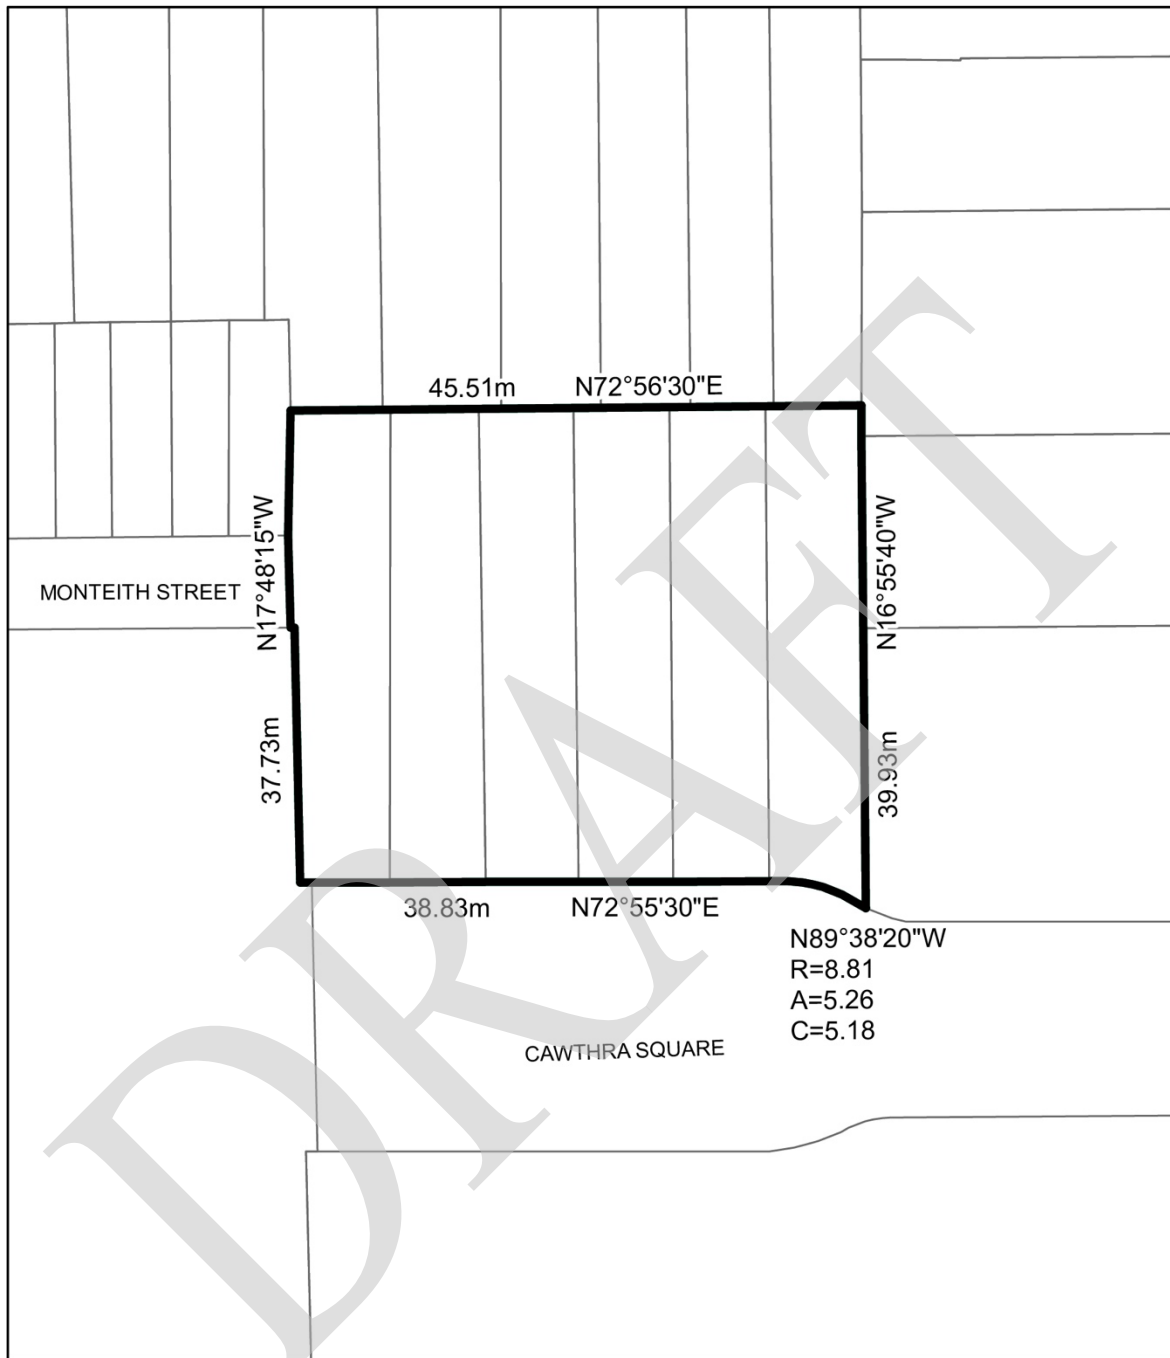 45.51m N72°56'30"E
N17°48'15"W
N16°55'40"W
MONTEITH STREET
37.73m
39.93m
38.83m N72°55'30"E
N89°38'20"W
R=8.81
A=5.26
C=5.18
CAWTHRA SQUARE
DRAFT